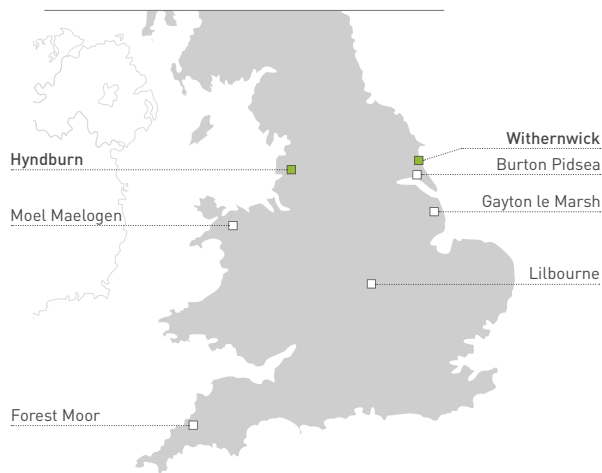 Withernwick
Hyndburn
Burton Pidsea
Gayton le Marsh
Moel Maelogen
Lilbourne
Forest Moor